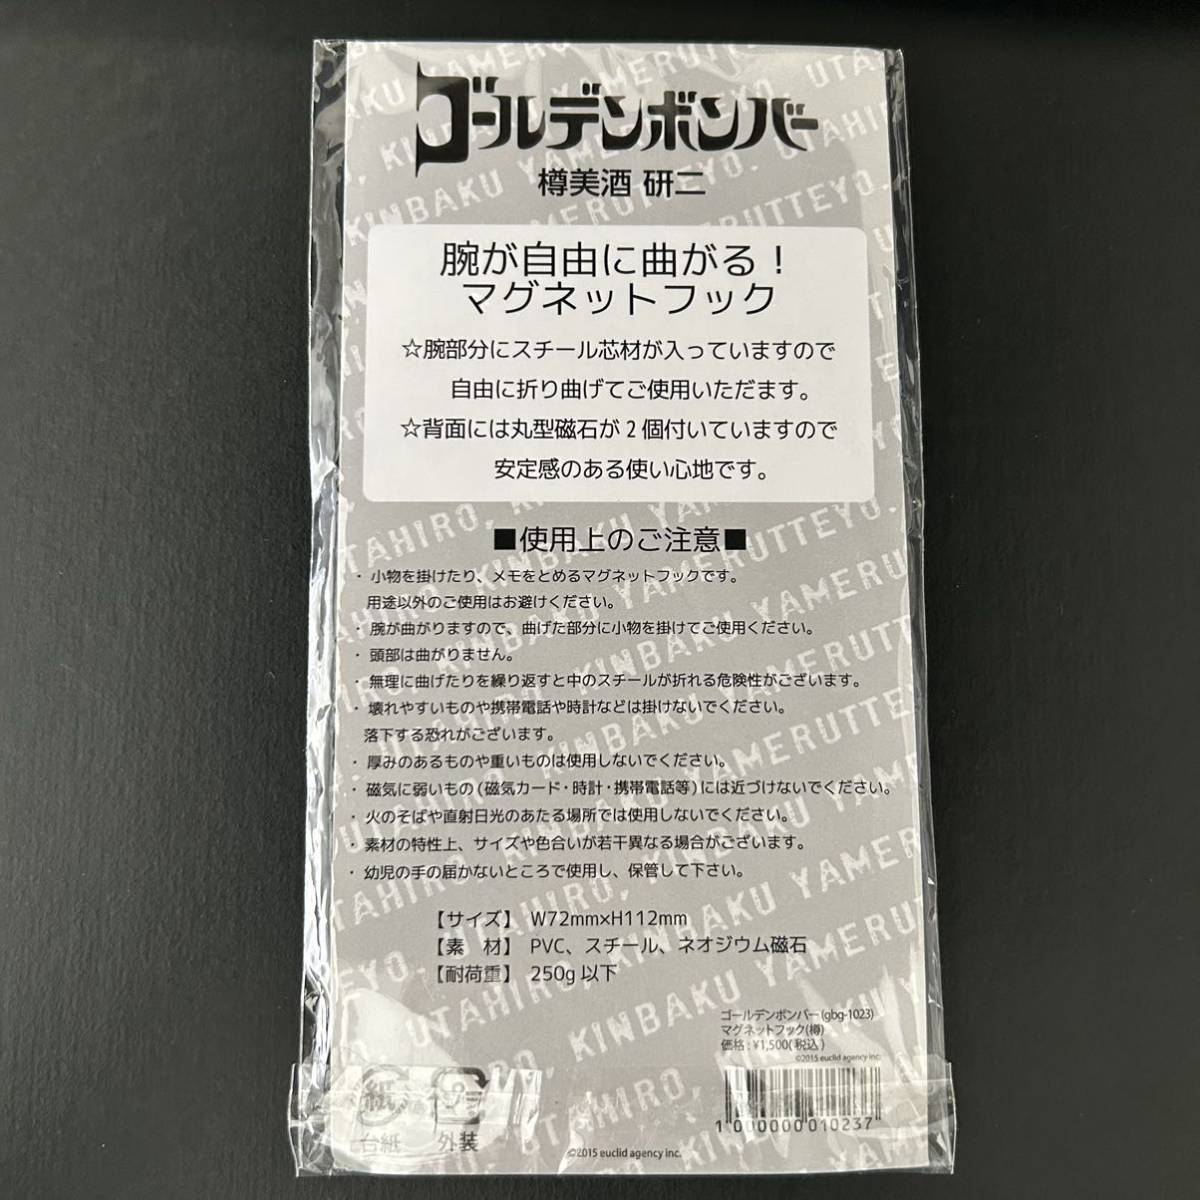 ゴールデンボンバー
樽美酒 研二
腕が自由に曲がる！
マグネットフック
☆腕部分にスチール芯材が入っていますので
自由に折り曲げてご使用いただます。
☆背面には丸型磁石が2個付いていますので
安定感のある使い心地です。
■使用上のご注意■
・小物を掛けたり、メモをとめるマグネットフックです。
用途以外のご使用はお避けください。
・腕が曲がりますので、曲げた部分に小物を掛けてご使用ください。
・頭部は曲がりません。
・無理に曲げたりを繰り返すと中のスチールが折れる危険性がございます。
・壊れやすいものや携帯電話や時計などは掛けないでください。
落下する恐れがございます。
・厚みのあるものや重いものは使用しないでください。
・磁気に弱いもの（磁気カード・時計・携帯電話等）には近づけないでください。
・火のそばや直射日光のあたる場所では使用しないでください。
・素材の特性上、サイズや色合いが若干異なる場合がございます。
・幼児の手の届かないところで使用し、保管して下さい。
【サイズ】 W72mm×H112mm
【素 材】 PVC、スチール、ネオジウム磁石
【耐荷重】 250g以下
ゴールデンボンバー(gbg-1023)
マグネットフック(樽)
価格：¥1,500(税込)
©2015 euclid agency inc.
1000000010237
紙
台紙
プラ
外装
©2015 euclid agency inc.